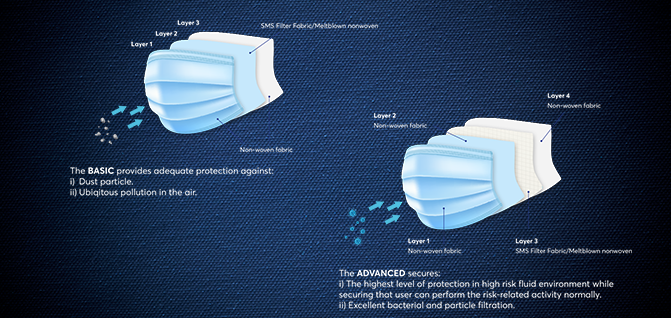 Layer 3
SMS Filter Fabric/Meltblown nonwoven
Layer 2
Layer 1
Non-woven fabric
The BASIC provides adequate protection against:
i) Dust particle.
ii) Ubiqitous pollution in the air.
Layer 4
Non-woven fabric
Layer 2
Non-woven fabric
Layer 1
Non-woven fabric
Layer 3
SMS Filter Fabric/Meltblown nonwoven
The ADVANCED secures:
i) The highest level of protection in high risk fluid environment while
securing that user can perform the risk-related activity normally.
ii) Excellent bacterial and particle filtration.